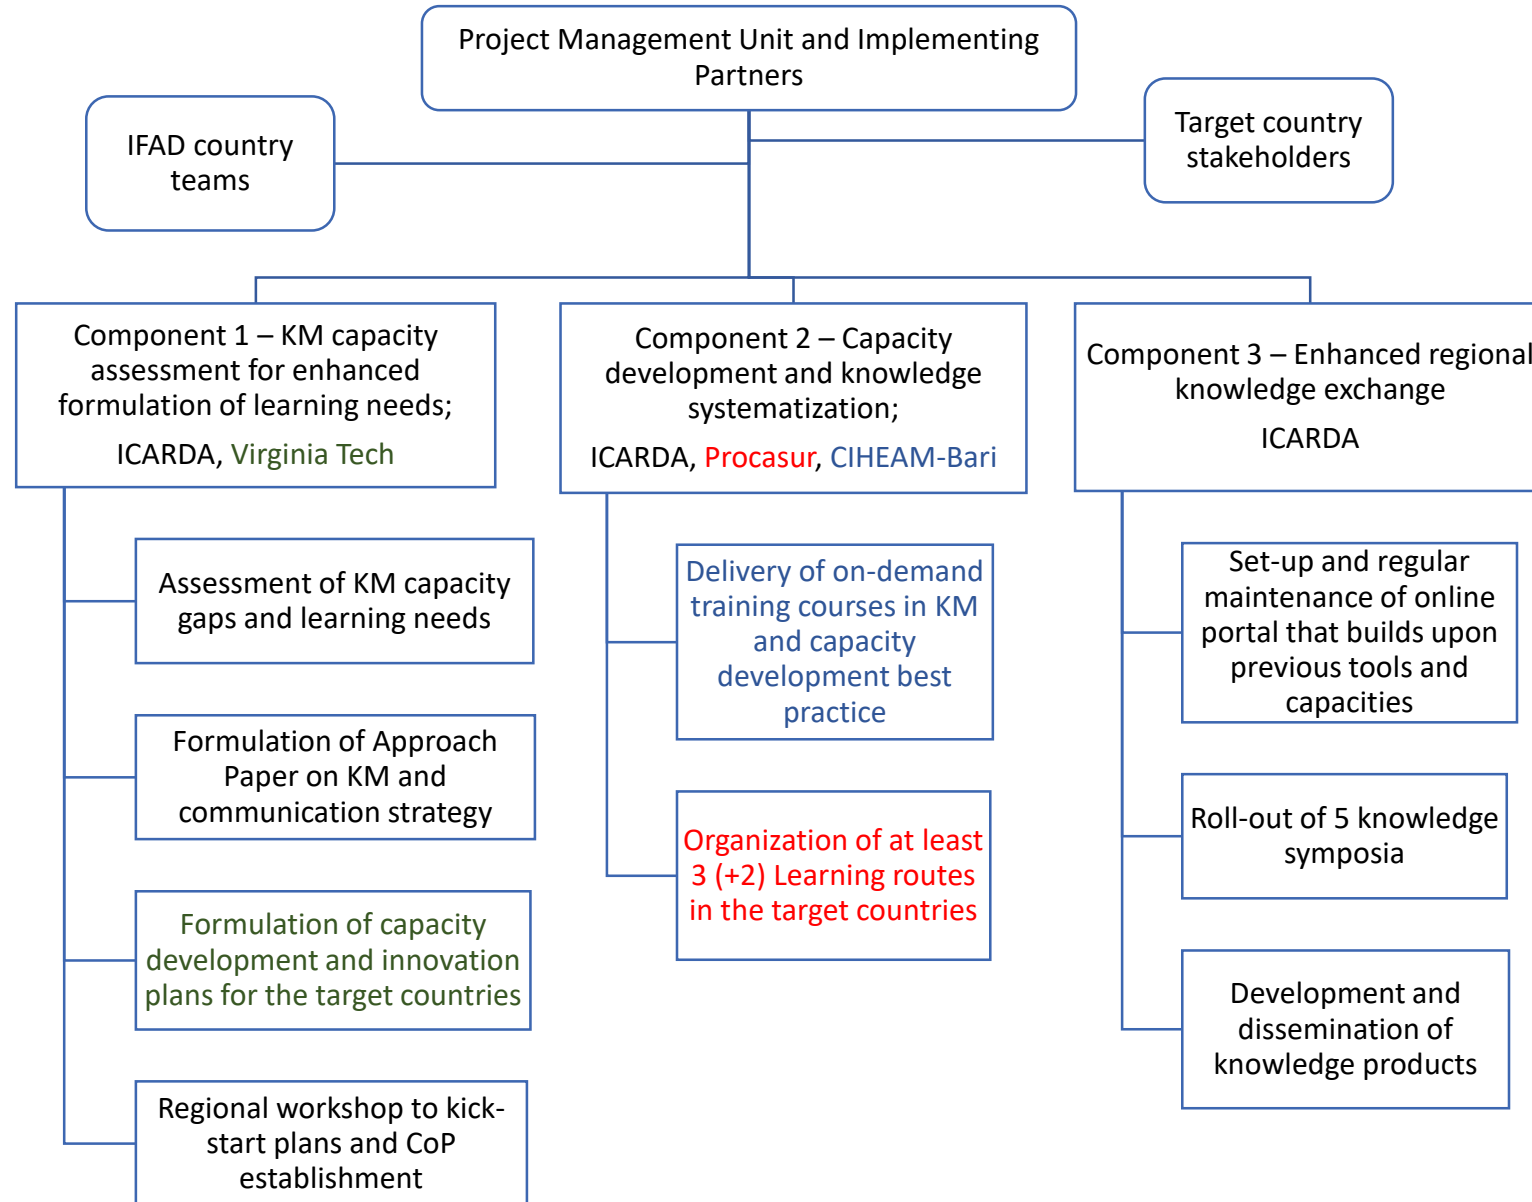 Project Management Unit and Implementing
Partners
IFAD country
teams
Target country
stakeholders
Component 1 – KM capacity
assessment for enhanced
formulation of learning needs;
ICARDA, Virginia Tech
Assessment of KM capacity
gaps and learning needs
Formulation of Approach
Paper on KM and
communication strategy
Formulation of capacity
development and innovation
plans for the target countries
Regional workshop to kick-
start plans and CoP
establishment
Component 2 – Capacity
development and knowledge
systematization;
ICARDA, Procasur, CIHEAM-Bari
Delivery of on-demand
training courses in KM
and capacity
development best
practice
Organization of at least
3 (+2) Learning routes
in the target countries
Component 3 – Enhanced regional
knowledge exchange
ICARDA
Set-up and regular
maintenance of online
portal that builds upon
previous tools and
capacities
Roll-out of 5 knowledge
symposia
Development and
dissemination of
knowledge products